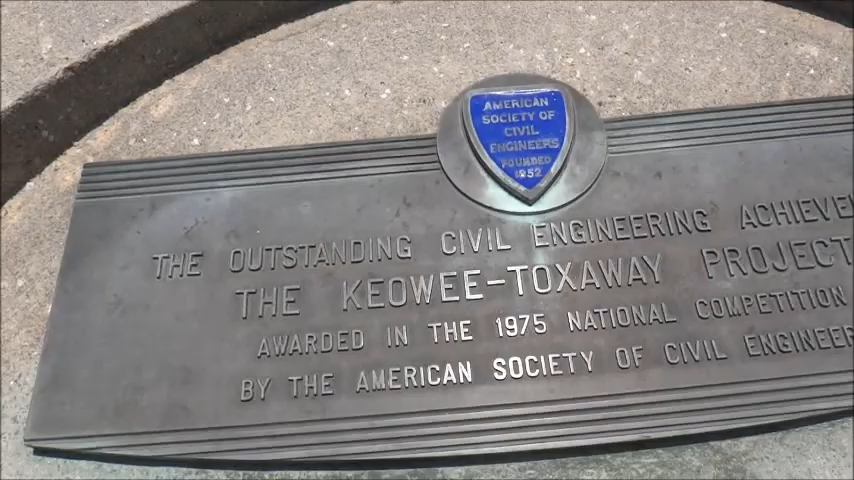 AMERICAN
SOCIETY OF
CIVIL
ENGINEERS
FOUNDED
1852
THE OUTSTANDING CIVIL ENGINEERING
THE KEOWEE-TOXAWAY PROJECT
AWARDED IN THE 1975 NATIONAL COMPETITION
BY THE AMERICAN SOCIETY OF CIVIL